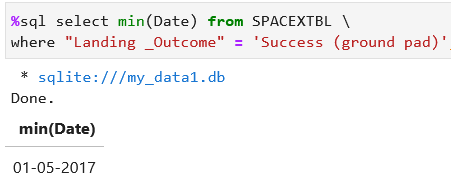 %sql select min(Date) from SPACEXTBL \
where "Landing _Outcome" = 'Success (ground pad)'
* sqlite:///my_data1.db
Done.
min(Date)
01-05-2017